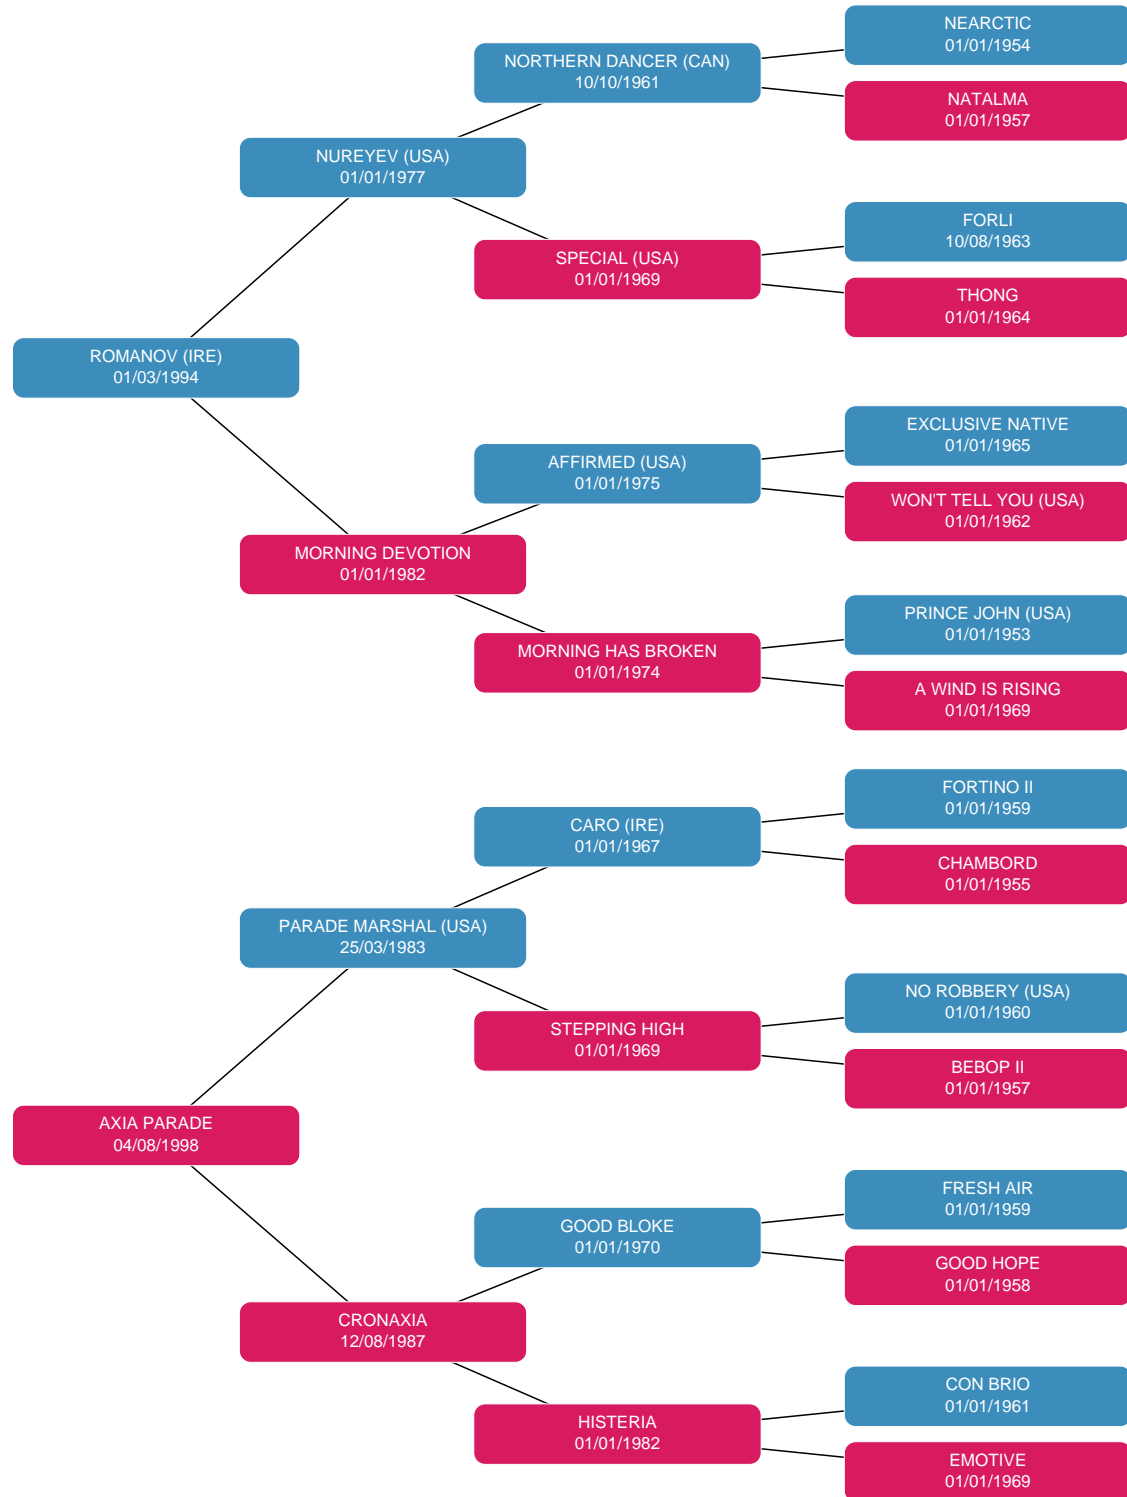 NEARCTIC
01/01/1954
NORTHERN DANCER (CAN)
10/10/1961
NATALMA
01/01/1957
NUREYEV (USA)
01/01/1977
FORLI
10/08/1963
SPECIAL (USA)
01/01/1969
THONG
01/01/1964
ROMANOV (IRE)
01/03/1994
EXCLUSIVE NATIVE
01/01/1965
AFFIRMED (USA)
01/01/1975
WON'T TELL YOU (USA)
01/01/1962
MORNING DEVOTION
01/01/1982
PRINCE JOHN (USA)
01/01/1953
MORNING HAS BROKEN
01/01/1974
A WIND IS RISING
01/01/1969
FORTINO II
01/01/1959
CARO (IRE)
01/01/1967
CHAMBORD
01/01/1955
PARADE MARSHAL (USA)
25/03/1983
NO ROBBERY (USA)
01/01/1960
STEPPING HIGH
01/01/1969
BEBOP II
01/01/1957
AXIA PARADE
04/08/1998
FRESH AIR
01/01/1959
GOOD BLOKE
01/01/1970
GOOD HOPE
01/01/1958
CRONAXIA
12/08/1987
CON BRIO
01/01/1961
HISTERIA
01/01/1982
EMOTIVE
01/01/1969